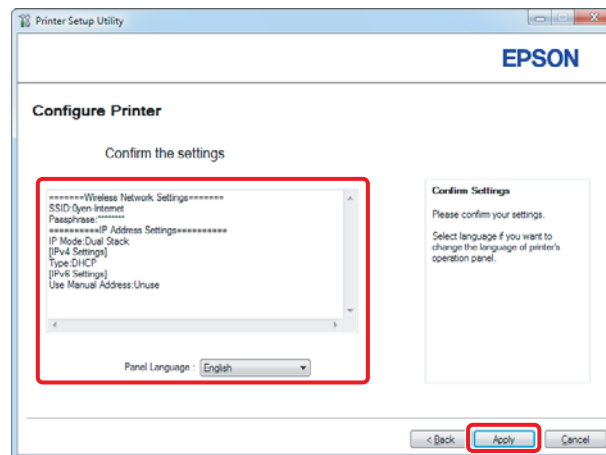 Printer Setup Utility
EPSON
Configure Printer
Confirm the settings
=======Wireless Network Settings=======
SSID:0yen-Internet
Passphrase:********
==========IP Address Settings==========
IP Mode:Dual Stack
[IPv4 Settings]
Type:DHCP
[IPv6 Settings]
Use Manual Address:Unuse
Panel Language : English
Confirm Settings
Please confirm your settings.
Select language if you want to
change the language of printer's
operation panel.
< Back Apply Cancel